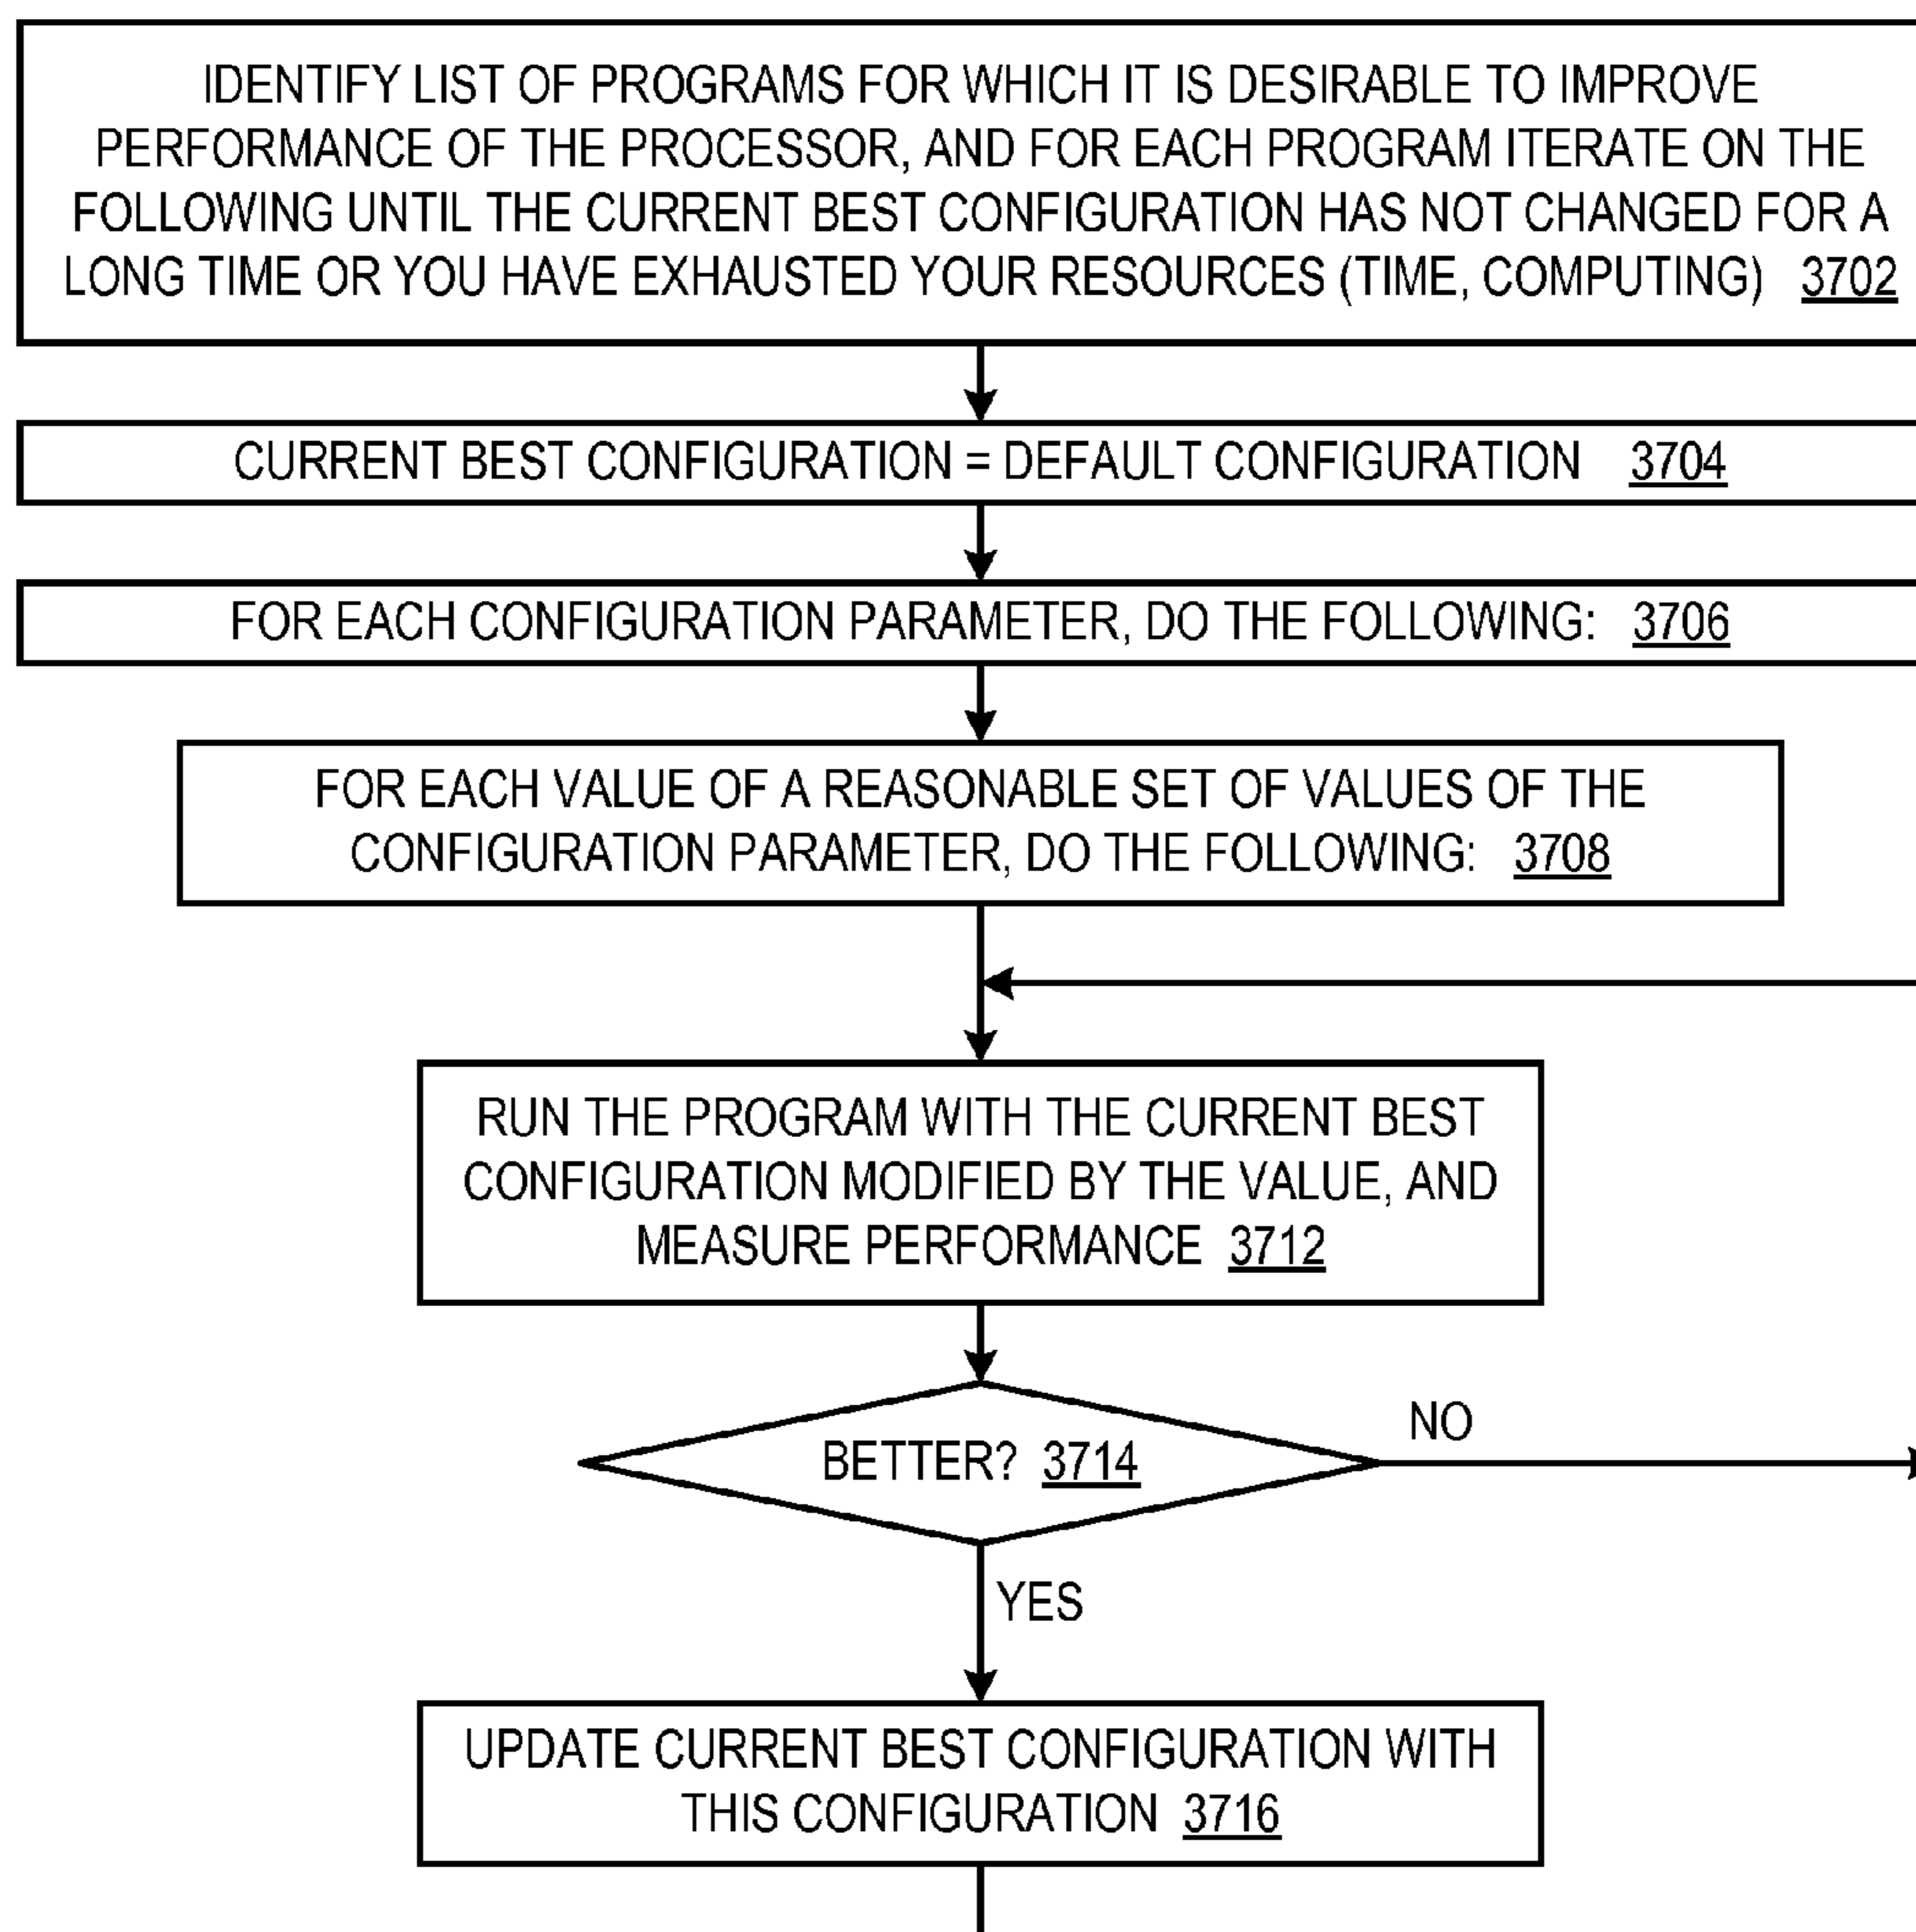 IDENTIFY LIST OF PROGRAMS FOR WHICH IT IS DESIRABLE TO IMPROVE
PERFORMANCE OF THE PROCESSOR, AND FOR EACH PROGRAM ITERATE ON THE
FOLLOWING UNTIL THE CURRENT BEST CONFIGURATION HAS NOT CHANGED FOR A
LONG TIME OR YOU HAVE EXHAUSTED YOUR RESOURCES (TIME, COMPUTING) 3702
CURRENT BEST CONFIGURATION = DEFAULT CONFIGURATION 3704
FOR EACH CONFIGURATION PARAMETER, DO THE FOLLOWING: 3706
FOR EACH VALUE OF A REASONABLE SET OF VALUES OF THE
CONFIGURATION PARAMETER, DO THE FOLLOWING: 3708
RUN THE PROGRAM WITH THE CURRENT BEST
CONFIGURATION MODIFIED BY THE VALUE, AND
MEASURE PERFORMANCE 3712
NO
BETTER? 3714
YES
UPDATE CURRENT BEST CONFIGURATION WITH
THIS CONFIGURATION 3716